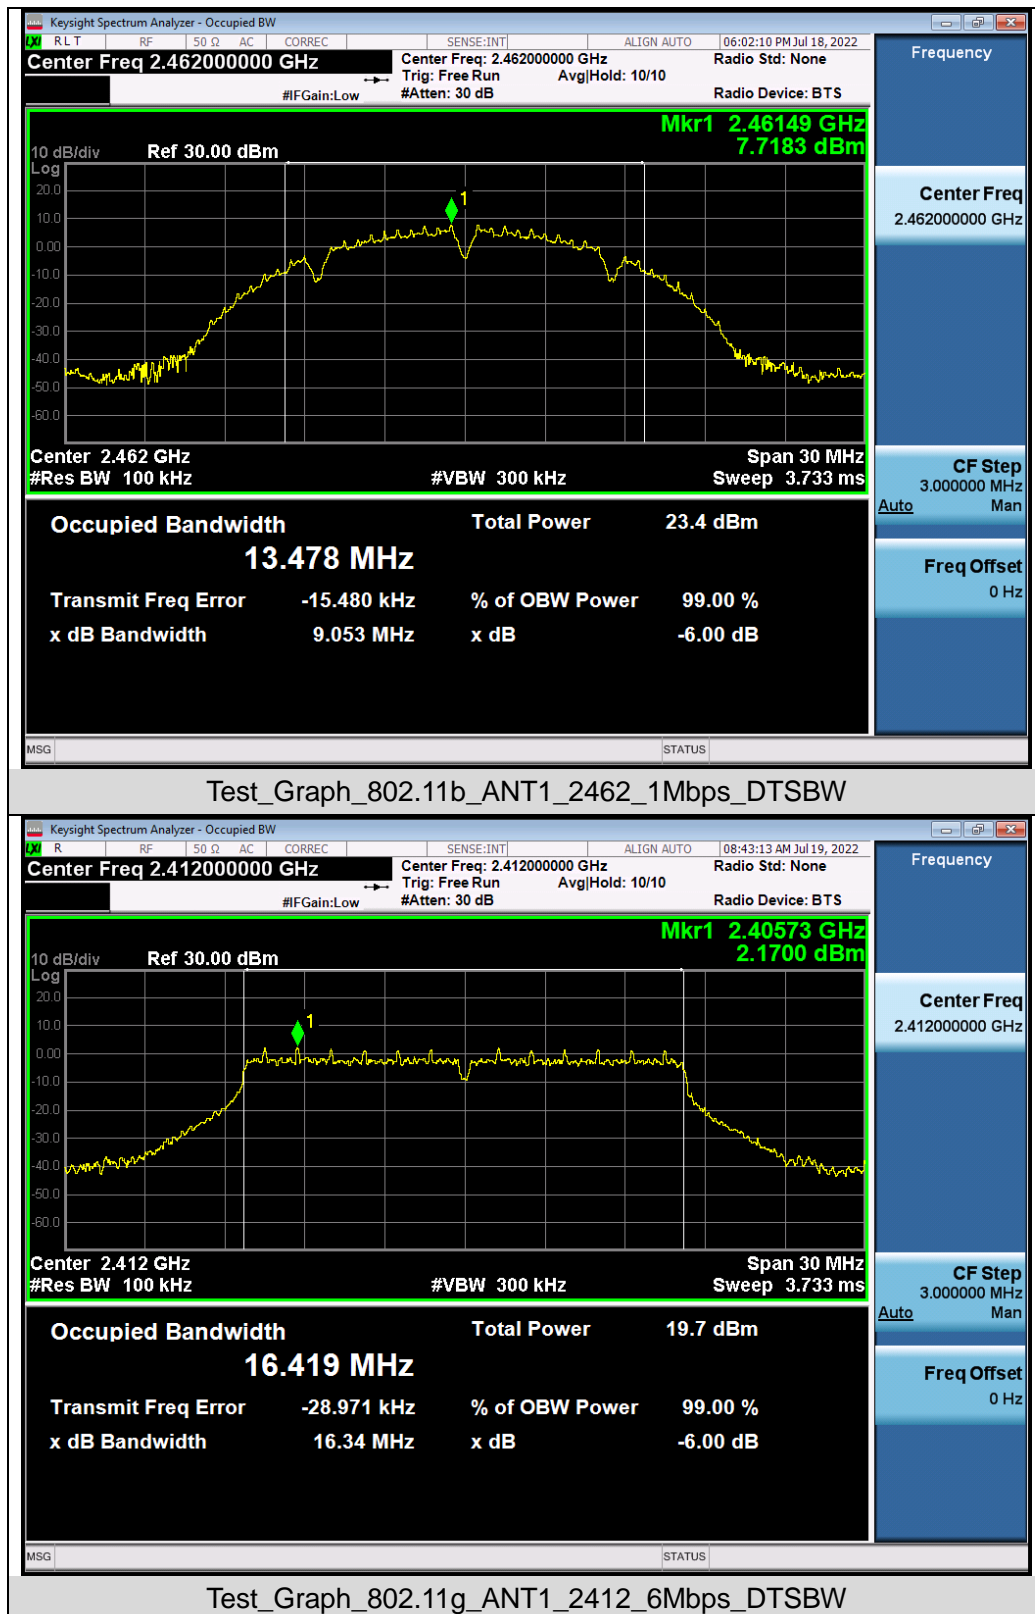 Keysight Spectrum Analyzer - Occupied BW
LXI R L T RF 50 Ω AC CORREC SENSE:INT ALIGN AUTO 06:02:10 PM Jul 18, 2022
Center Freq 2.462000000 GHz Center Freq: 2.462000000 GHz Radio Std: None
Trig: Free Run Avg|Hold: 10/10
#IFGain:Low #Atten: 30 dB Radio Device: BTS
Frequency
Mkr1 2.46149 GHz
10 dB/div Ref 30.00 dBm 7.7183 dBm
Log
20.0
1
10.0
0.00
-10.0
-20.0
-30.0
-40.0
-50.0
-60.0
Center Freq
2.462000000 GHz
Center 2.462 GHz Span 30 MHz
#Res BW 100 kHz #VBW 300 kHz Sweep 3.733 ms
CF Step
3.000000 MHz
Auto Man
Occupied Bandwidth Total Power 23.4 dBm
13.478 MHz
Transmit Freq Error -15.480 kHz % of OBW Power 99.00 %
x dB Bandwidth 9.053 MHz x dB -6.00 dB
Freq Offset
0 Hz
MSG STATUS
Test_Graph_802.11b_ANT1_2462_1Mbps_DTSBW
Keysight Spectrum Analyzer - Occupied BW
LXI R RF 50 Ω AC CORREC SENSE:INT ALIGN AUTO 08:43:13 AM Jul 19, 2022
Center Freq 2.412000000 GHz Center Freq: 2.412000000 GHz Radio Std: None
Trig: Free Run Avg|Hold: 10/10
#IFGain:Low #Atten: 30 dB Radio Device: BTS
Frequency
Mkr1 2.40573 GHz
10 dB/div Ref 30.00 dBm 2.1700 dBm
Log
20.0
1
10.0
0.00
-10.0
-20.0
-30.0
-40.0
-50.0
-60.0
Center Freq
2.412000000 GHz
Center 2.412 GHz Span 30 MHz
#Res BW 100 kHz #VBW 300 kHz Sweep 3.733 ms
CF Step
3.000000 MHz
Auto Man
Occupied Bandwidth Total Power 19.7 dBm
16.419 MHz
Transmit Freq Error -28.971 kHz % of OBW Power 99.00 %
x dB Bandwidth 16.34 MHz x dB -6.00 dB
Freq Offset
0 Hz
MSG STATUS
Test_Graph_802.11g_ANT1_2412_6Mbps_DTSBW